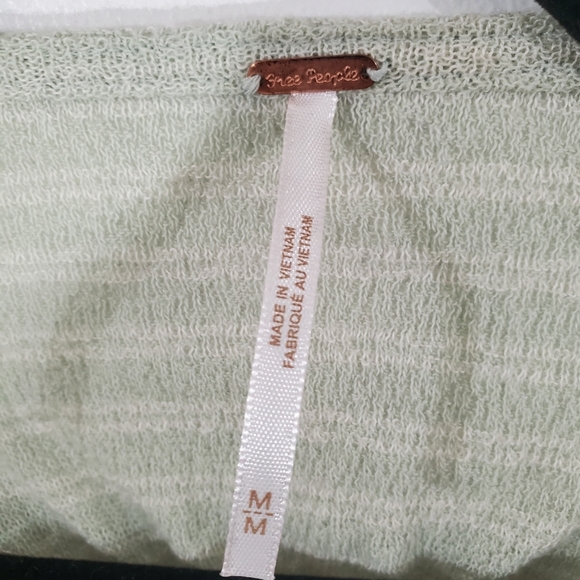 Free People
MADE IN VIETNAM
FABRIQUÉ AU VIETNAM
M
M